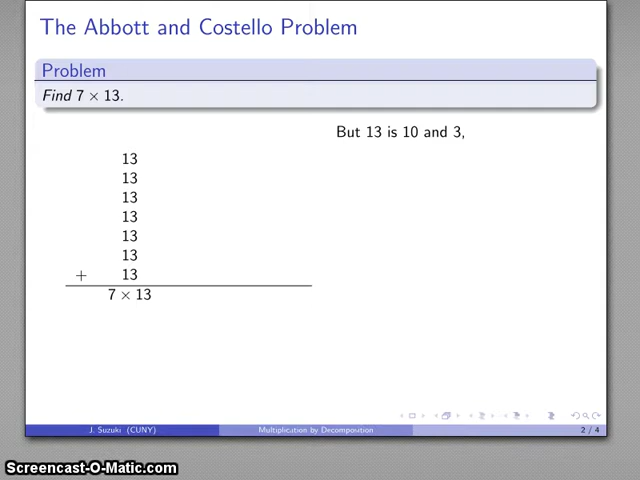 The Abbott and Costello Problem
Problem
Find 7 × 13.
But 13 is 10 and 3,
13
13
13
13
13
13
+ 13
7 × 13
J. Suzuki (CUNY) Multiplication by Decomposition 2 / 4
Screencast-O-Matic.com